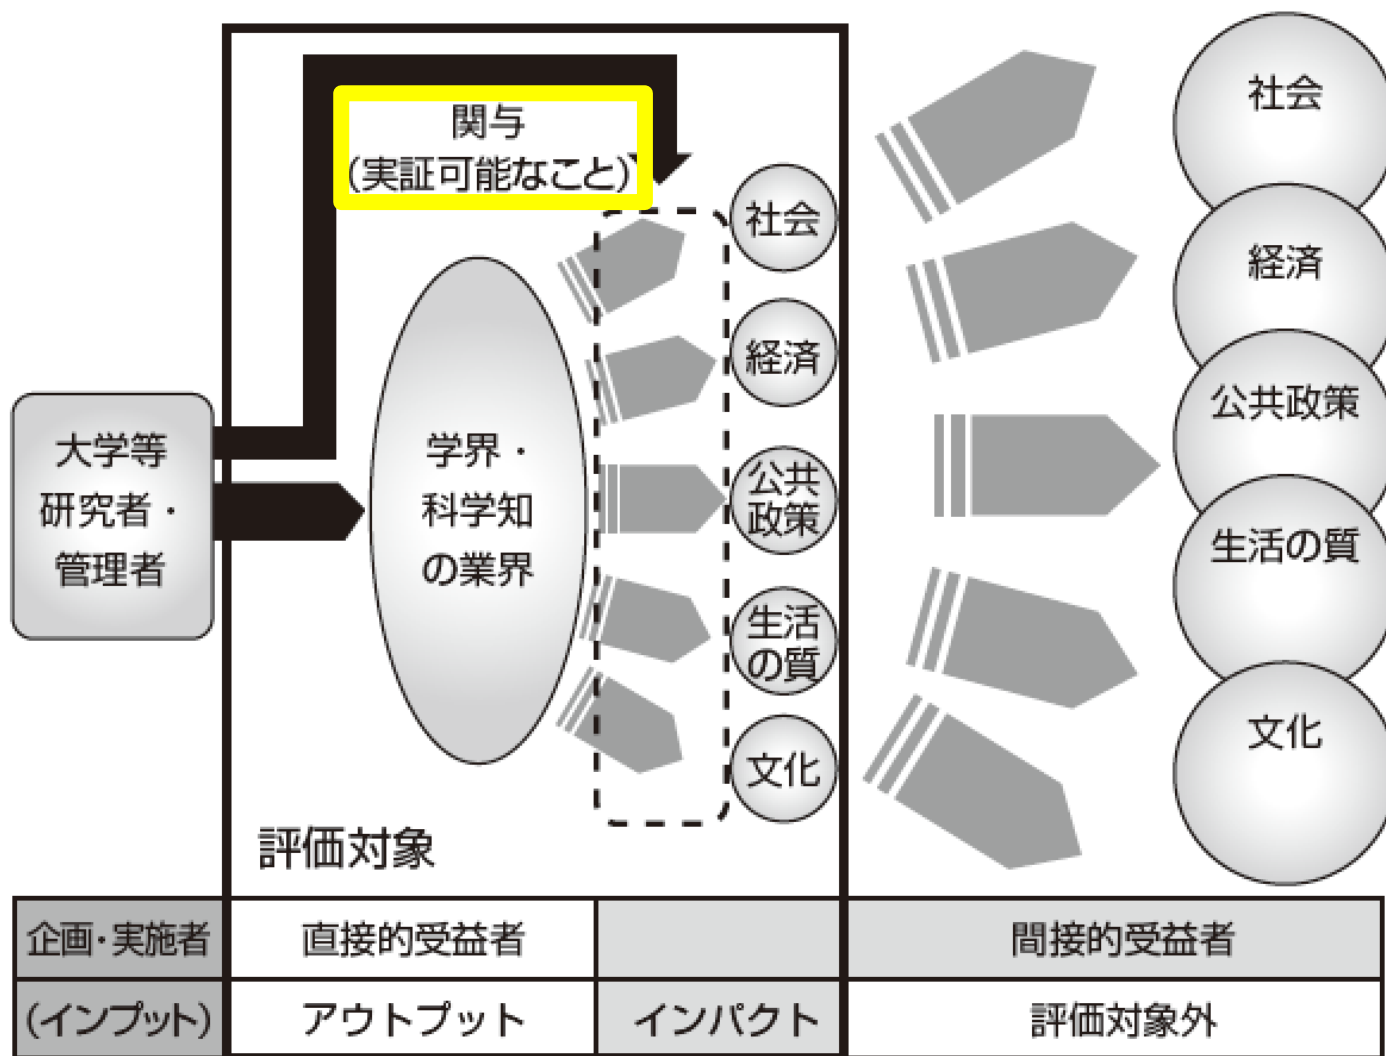 関与
(実証可能なこと)
大学等
研究者・
管理者
学界・
科学知
の業界
社会
経済
公共
政策
生活
の質
文化
社会
経済
公共政策
生活の質
文化
評価対象
企画・実施者
直接的受益者
間接的受益者
(インプット)
アウトプット
インパクト
評価対象外